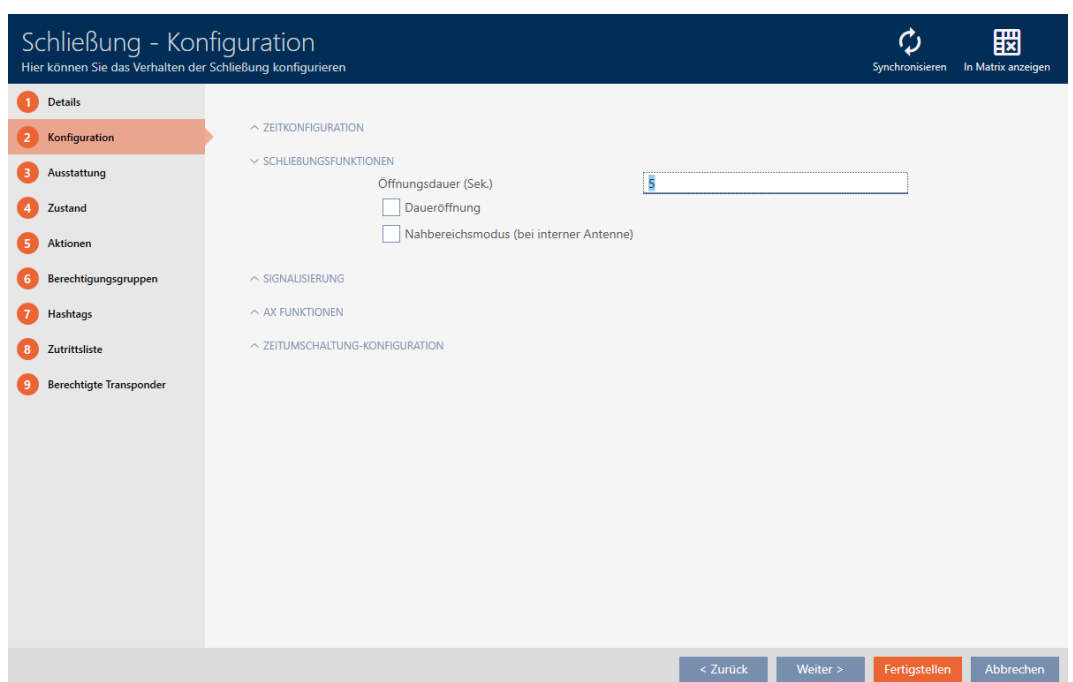 Schließung - Konfiguration
Hier können Sie das Verhalten der Schließung konfigurieren
Synchronisieren
In Matrix anzeigen
1 Details
2 Konfiguration
3 Ausstattung
4 Zustand
5 Aktionen
6 Berechtigungsgruppen
7 Hashtags
8 Zutrittsliste
9 Berechtigte Transponder
ZEITKONFIGURATION
SCHLIEßUNGSFUNKTIONEN
Öffnungsdauer (Sek.) 5
Daueröffnung
Nahbereichsmodus (bei interner Antenne)
SIGNALISIERUNG
AX FUNKTIONEN
ZEITUMSCHALTUNG-KONFIGURATION
< Zurück
Weiter >
Fertigstellen
Abbrechen